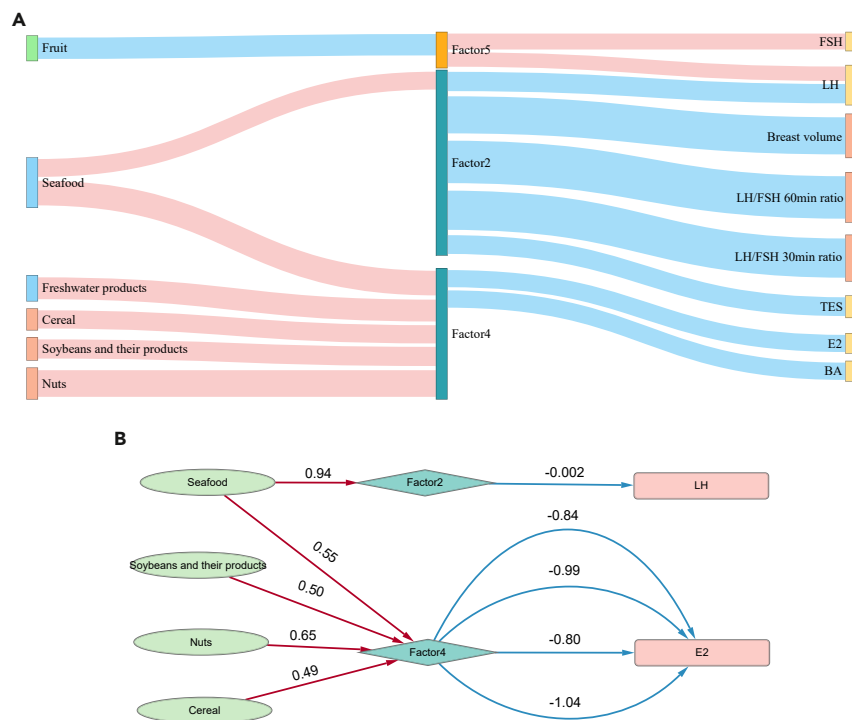 A
Fruit
Factor5
FSH
LH
Breast volume
Seafood
Factor2
LH/FSH 60min ratio
LH/FSH 30min ratio
Freshwater products
TES
Cereal
Factor4
E2
Soybeans and their products
BA
Nuts
B
Seafood
0.94
Factor2
-0.002
LH
-0.84
0.55
Soybeans and their products
0.50
-0.99
Nuts
0.65
Factor4
-0.80
E2
0.49
Cereal
-1.04